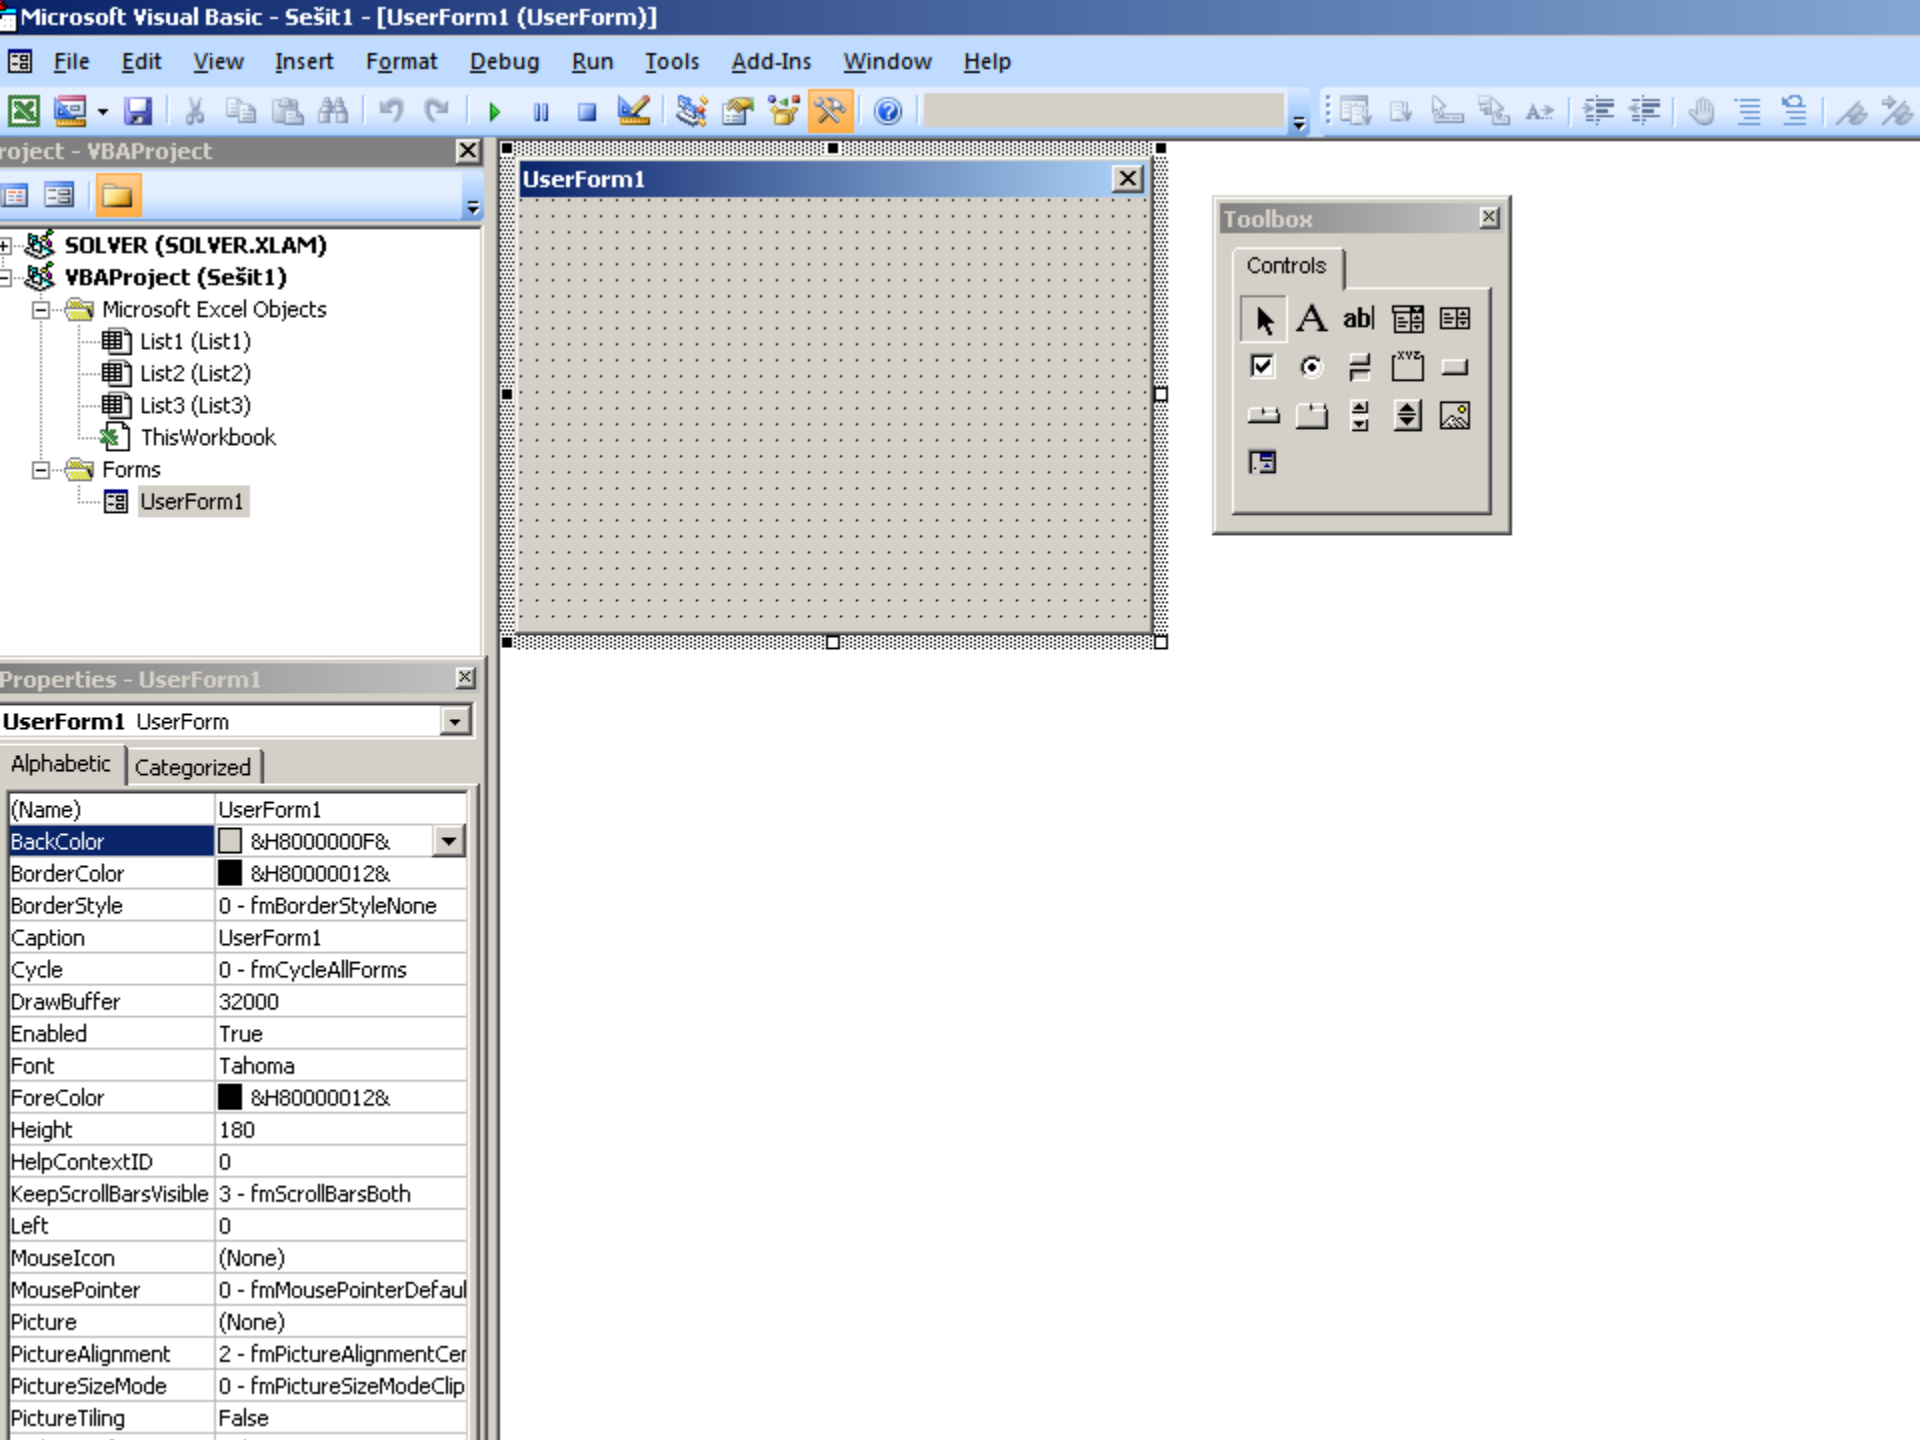 Microsoft Visual Basic - Sešit1 - [UserForm1 (UserForm)]
File Edit View Insert Format Debug Run Tools Add-Ins Window Help
roject - VBAProject
SOLVER (SOLVER.XLAM)
VBAProject (Sešit1)
Microsoft Excel Objects
List1 (List1)
List2 (List2)
List3 (List3)
ThisWorkbook
Forms
UserForm1
UserForm1
Toolbox
Controls
A ab|
XYZ
Properties - UserForm1
UserForm1 UserForm
Alphabetic Categorized
(Name) UserForm1
BackColor &H8000000F&
BorderColor &H80000012&
BorderStyle 0 - fmBorderStyleNone
Caption UserForm1
Cycle 0 - fmCycleAllForms
DrawBuffer 32000
Enabled True
Font Tahoma
ForeColor &H80000012&
Height 180
HelpContextID 0
KeepScrollBarsVisible 3 - fmScrollBarsBoth
Left 0
MouseIcon (None)
MousePointer 0 - fmMousePointerDefaul
Picture (None)
PictureAlignment 2 - fmPictureAlignmentCer
PictureSizeMode 0 - fmPictureSizeModeClip
PictureTiling False